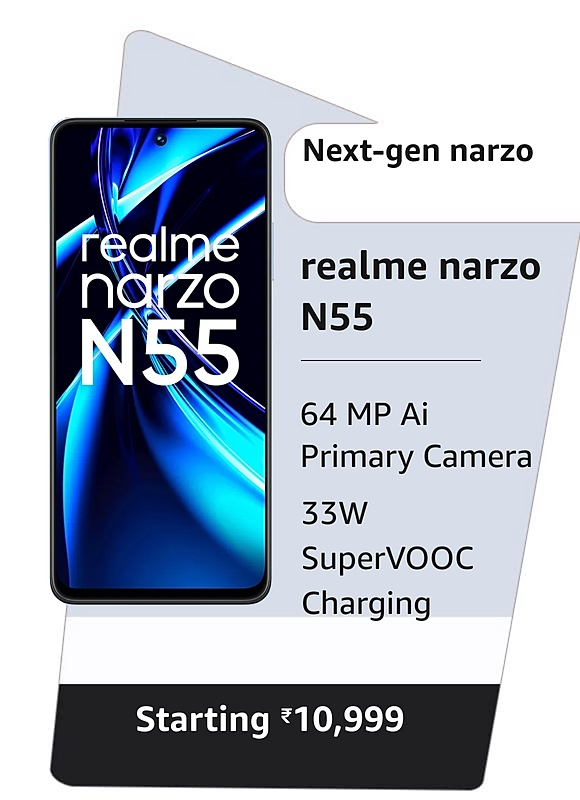 Next-gen narzo
realme
narzo
N55
realme narzo
N55
64 MP Ai
Primary Camera
33W
SuperVOOC
Charging
Starting ₹10,999